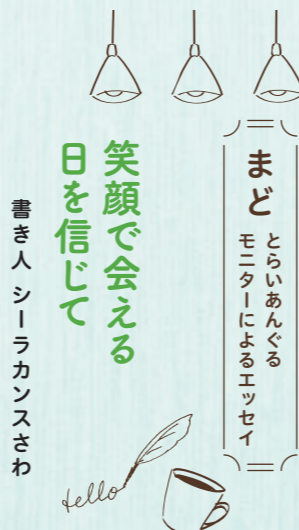 まど
とらいあんぐる
モニターによるエッセイ
笑顔で会える
日を信じて
書き人 シーラカンスさわ
hello